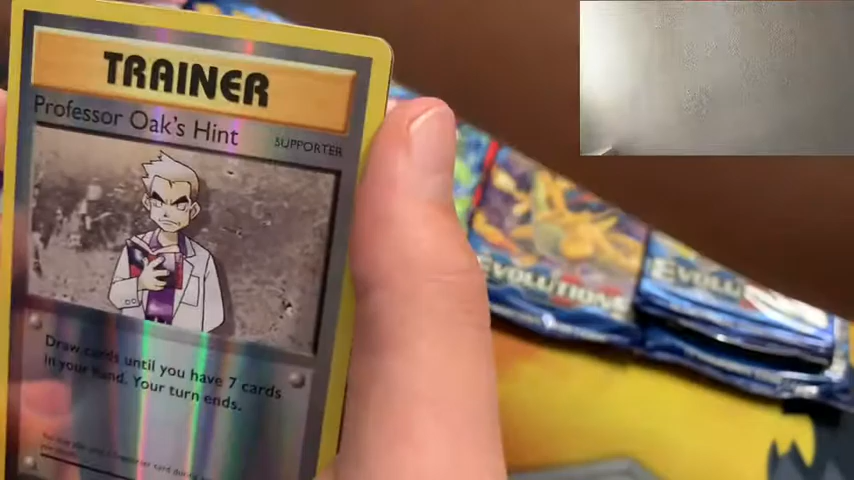 TRAINER
Professor Oak's Hint
SUPPORTER
Draw cards until you have 7 cards
in your hand. Your turn ends.
EVOLUTIONS
EVOLUTIONS